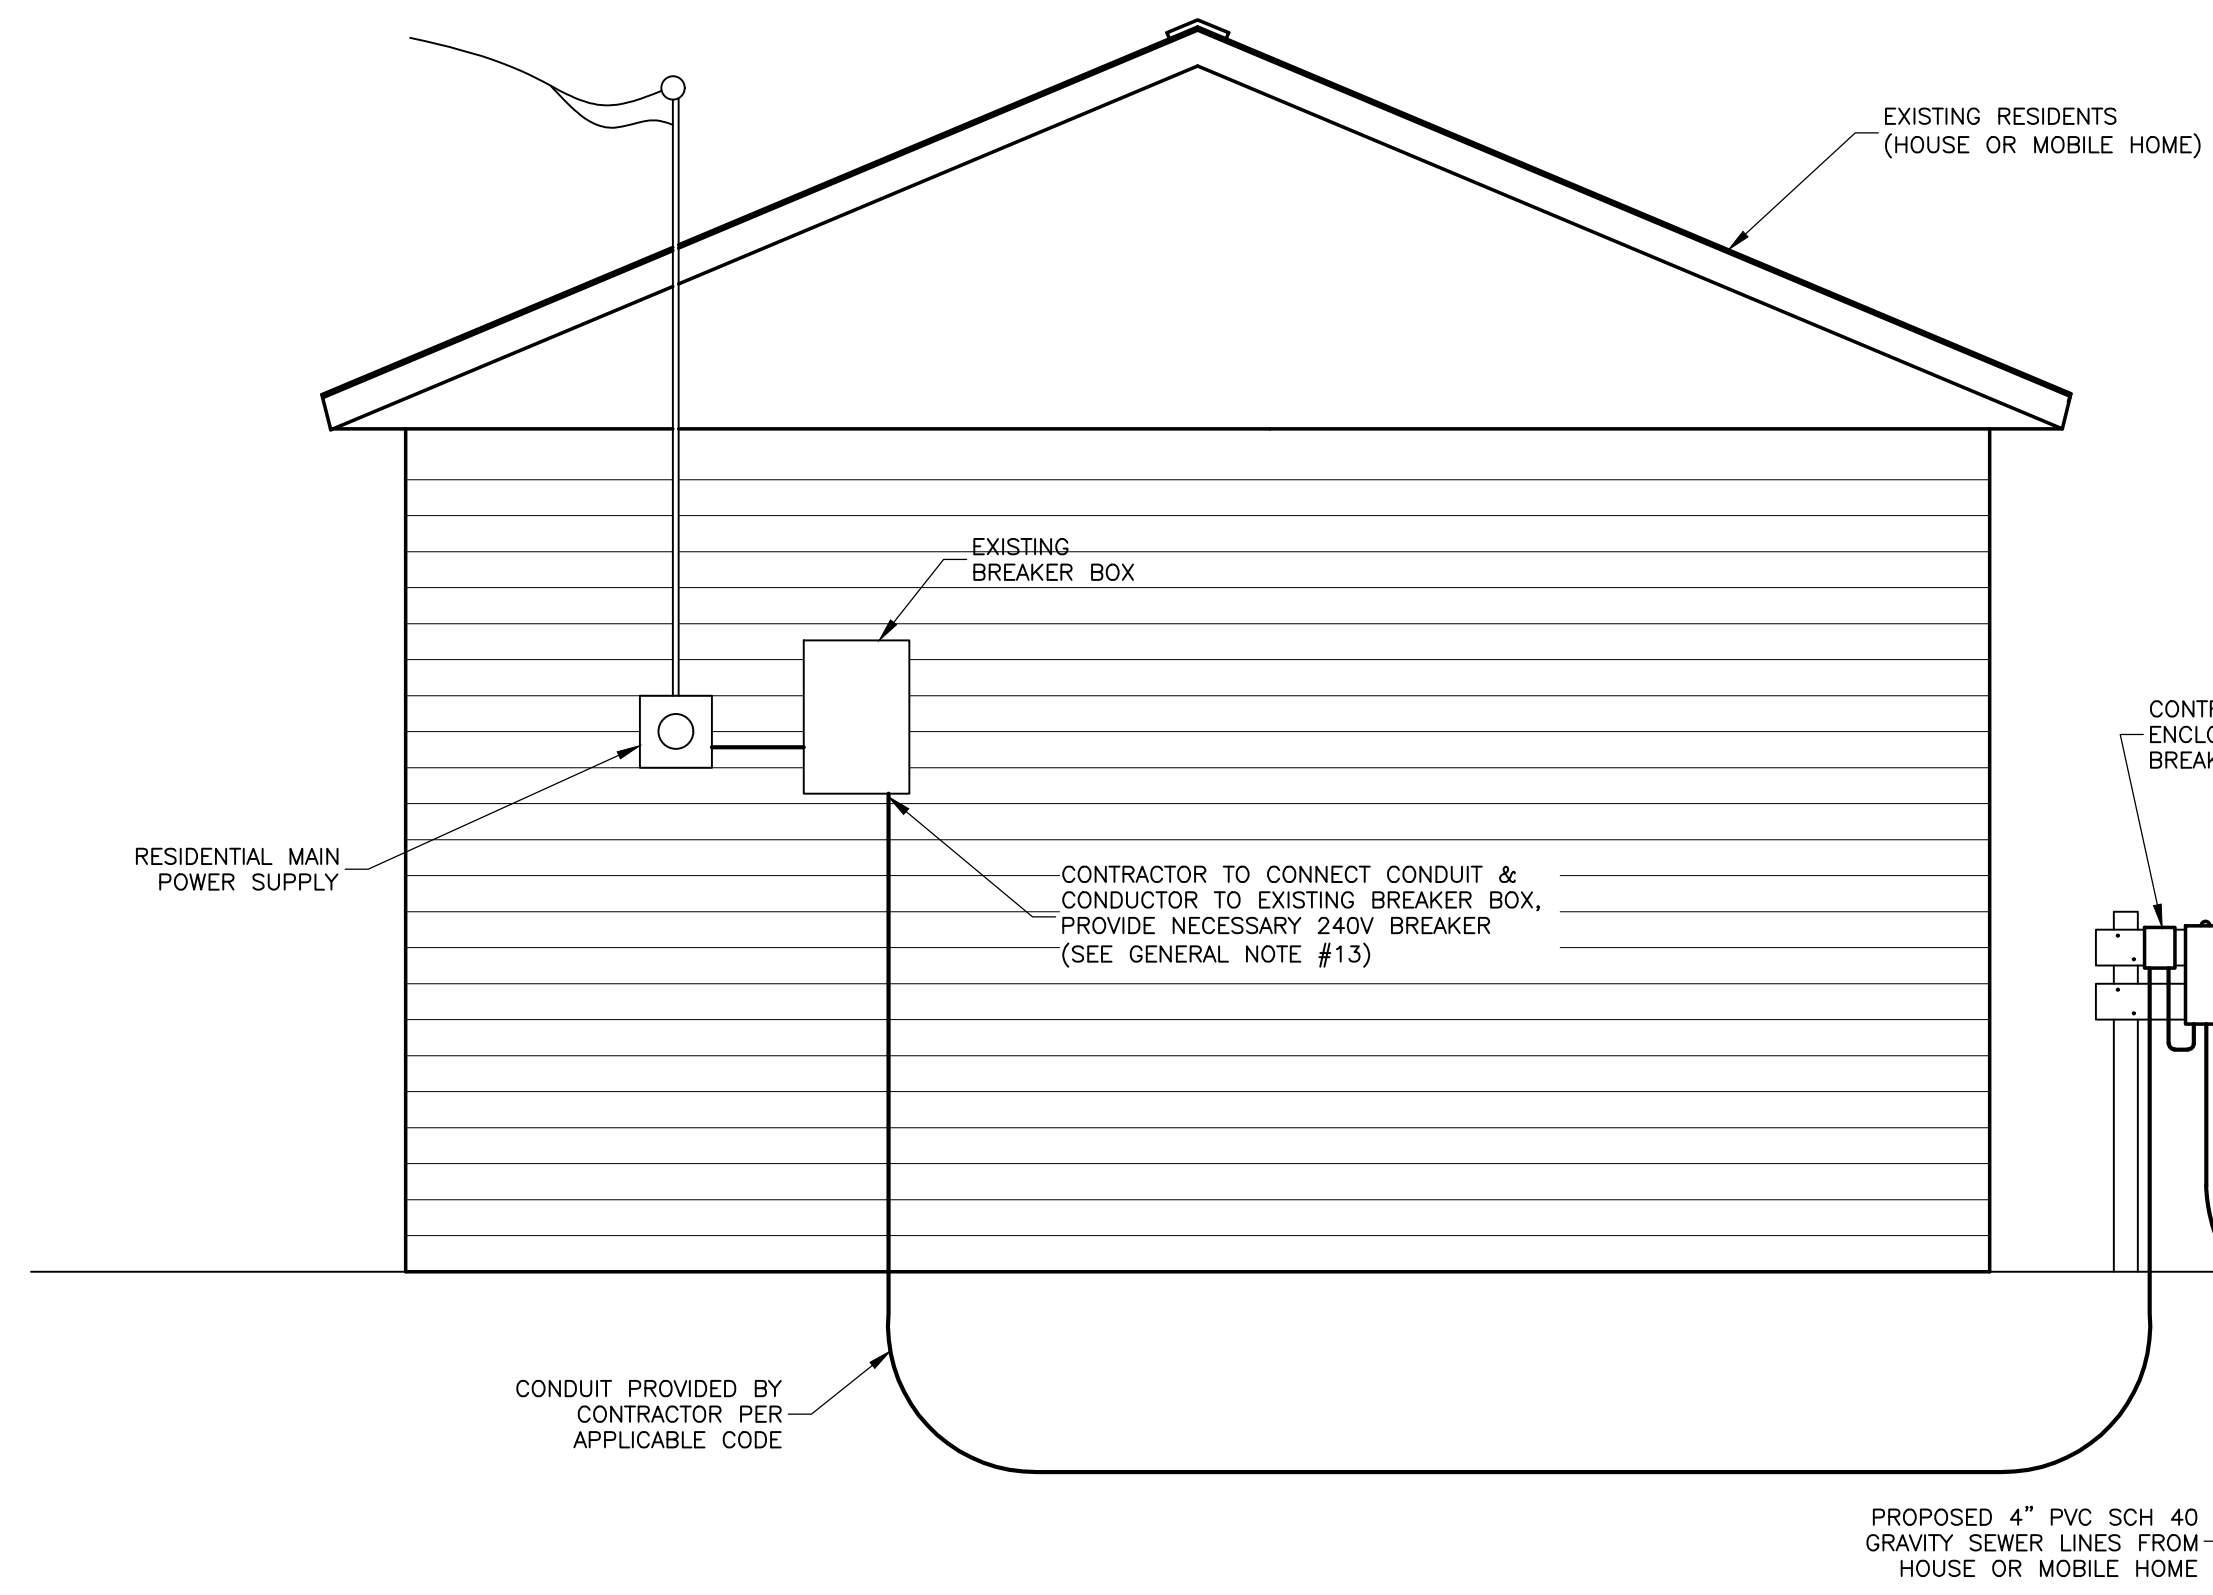 EXISTING RESIDENTS
(HOUSE OR MOBILE HOME)
EXISTING
BREAKER BOX
RESIDENTIAL MAIN
POWER SUPPLY
CONTRACTOR TO CONNECT CONDUIT &
CONDUCTOR TO EXISTING BREAKER BOX,
PROVIDE NECESSARY 240V BREAKER
(SEE GENERAL NOTE #13)
CONDUIT PROVIDED BY
CONTRACTOR PER
APPLICABLE CODE
PROPOSED 4" PVC SCH 40
GRAVITY SEWER LINES FROM
HOUSE OR MOBILE HOME